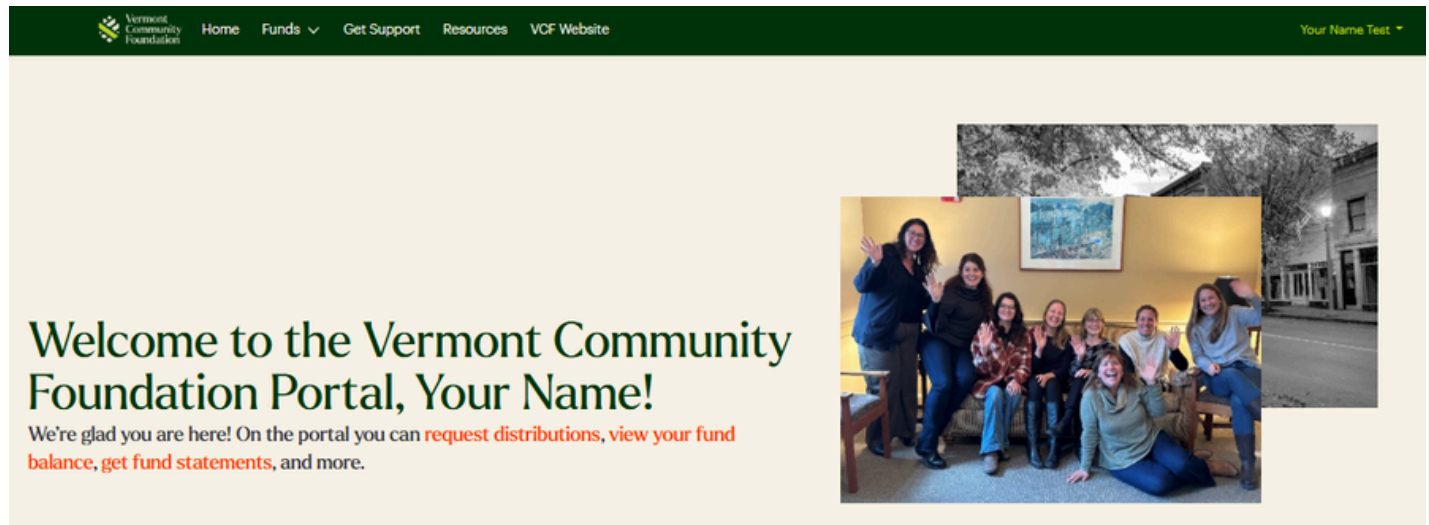 Vermont
Community
Foundation
Home Funds Get Support Resources VCF Website Your Name Test
Welcome to the Vermont Community
Foundation Portal, Your Name!
We're glad you are here! On the portal you can request distributions, view your fund
balance, get fund statements, and more.